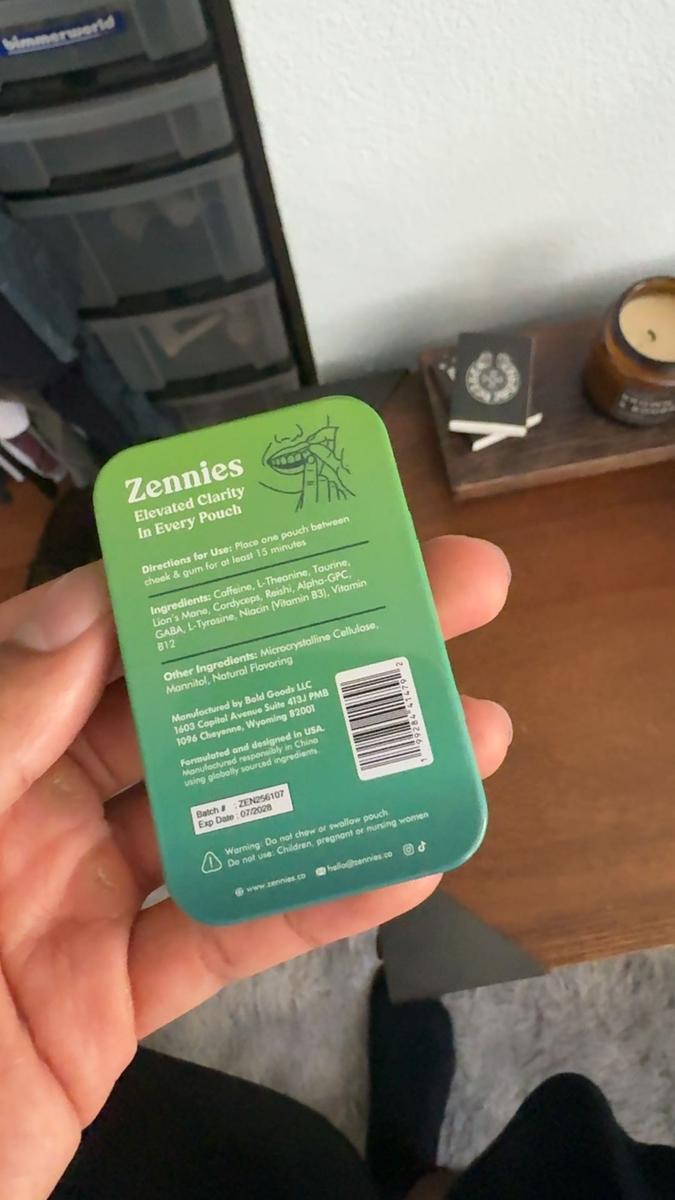 bimmerworld
Zennies
Elevated Clarity
In Every Pouch
Directions for Use: Place one pouch between
cheek & gum for at least 15 minutes
Ingredients: Caffeine, L-Theanine, Taurine,
Lion's Mane, Cordyceps, Reishi, Alpha-GPC,
GABA, L-Tyrosine, Niacin (Vitamin B3), Vitamin
B12
Other Ingredients: Microcrystalline Cellulose,
Mannitol, Natural Flavoring
Manufactured by Bold Goods LLC
1603 Capitol Avenue Suite 413J PMB
1096 Cheyenne, Wyoming 82001
Formulated and designed in USA.
Manufactured responsibly in China
using globally sourced ingredients.
1 99284 41479 2
Batch # : ZEN256107
Exp Date : 07/2028
Warning: Do not chew or swallow pouch.
Do not use: Children, pregnant or nursing women
www.zennies.co hello@zennies.co